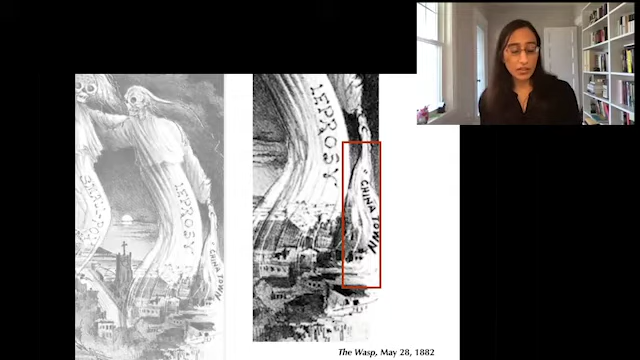 SMALL-POX
LEPROSY
"CHINA TOWN
LEPROSY
"CHINA TOWN
The Wasp, May 28, 1882